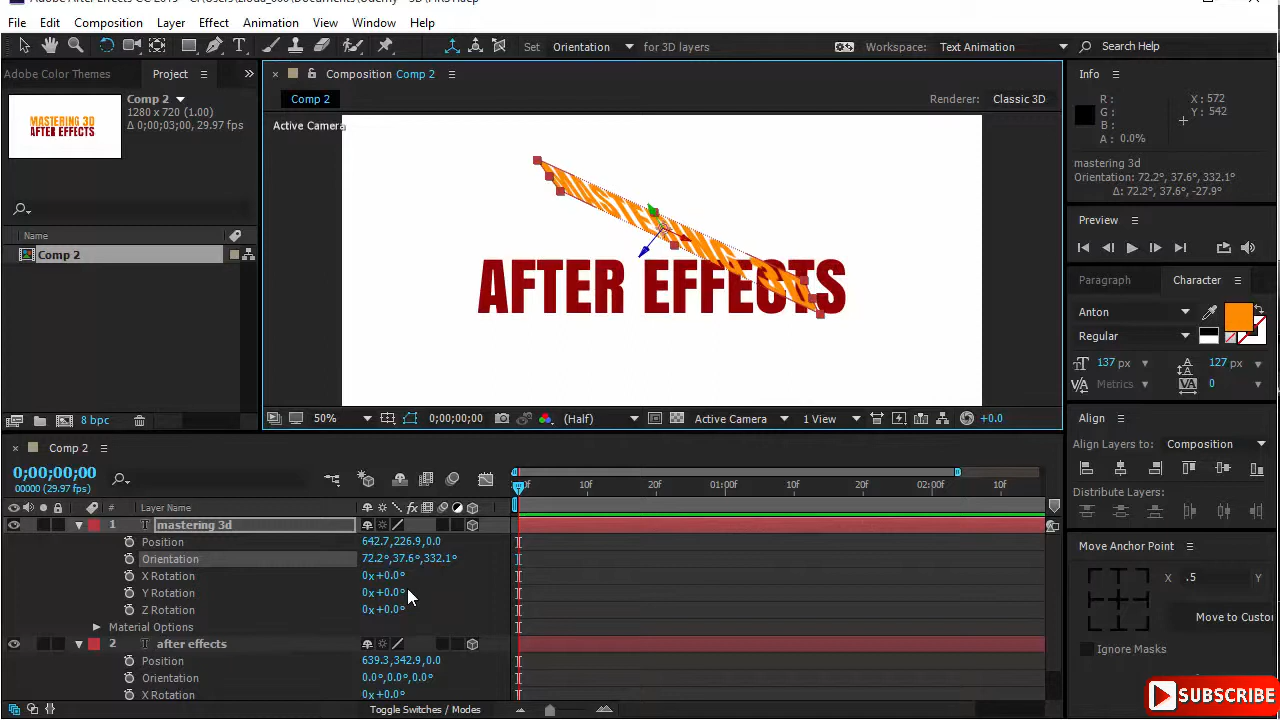 File Edit Composition Layer Effect Animation View Window Help
Set Orientation for 3D layers Workspace: Text Animation Search Help
Adobe Color Themes Project
Composition Comp 2
Info
Comp 2
1280 x 720 (1.00)
Δ 0;00;03;00, 29.97 fps
MASTERING 3D
AFTER EFFECTS
Comp 2
Renderer: Classic 3D
R :
G :
B :
A : 0.0%
X : 572
Y : 542
Active Camera
mastering 3d
Orientation: 72.2°, 37.6°, 332.1°
Δ: 72.2°, 37.6°, -27.9°
MASTERING 3D
AFTER EFFECTS
Name
Comp 2
Preview
Paragraph Character
Anton
Regular
137 px 127 px
Metrics 0
8 bpc
50% 0;00;00;00 (Half) Active Camera 1 View +0.0
Align
Align Layers to: Composition
Distribute Layers:
Comp 2
0;00;00;00
00000 (29.97 fps)
10f 20f 01:00f 10f 20f 02:00f 10f
# Layer Name
1 T mastering 3d
Position 642.7,226.9,0.0
Orientation 72.2°,37.6°,332.1°
X Rotation 0x+0.0°
Y Rotation 0x+0.0°
Z Rotation 0x+0.0°
Material Options
2 T after effects
Position 639.3,342.9,0.0
Orientation 0.0°,0.0°,0.0°
X Rotation 0x+0.0°
Toggle Switches / Modes
Move Anchor Point
X .5 Y
Move to Custo
Ignore Masks
SUBSCRIBE